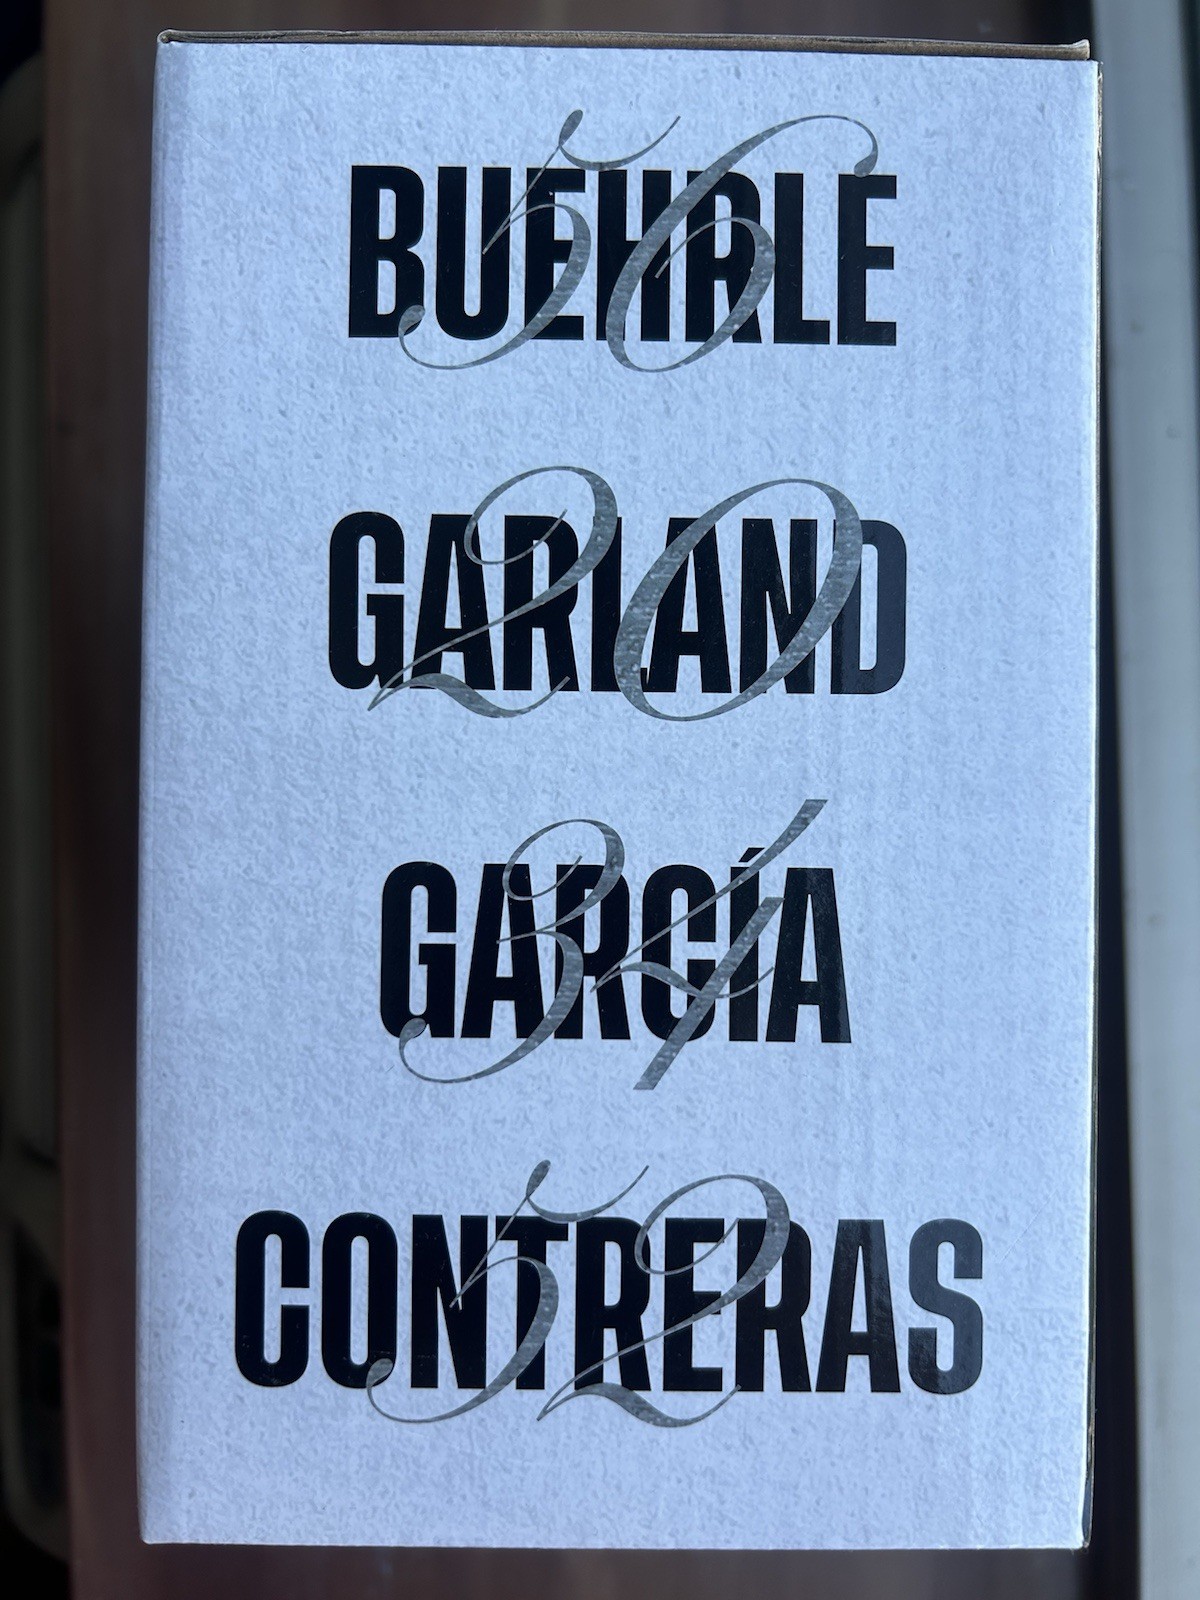 BUEHRLE
56
GARLAND
20
GARCÍA
34
CONTRERAS
52